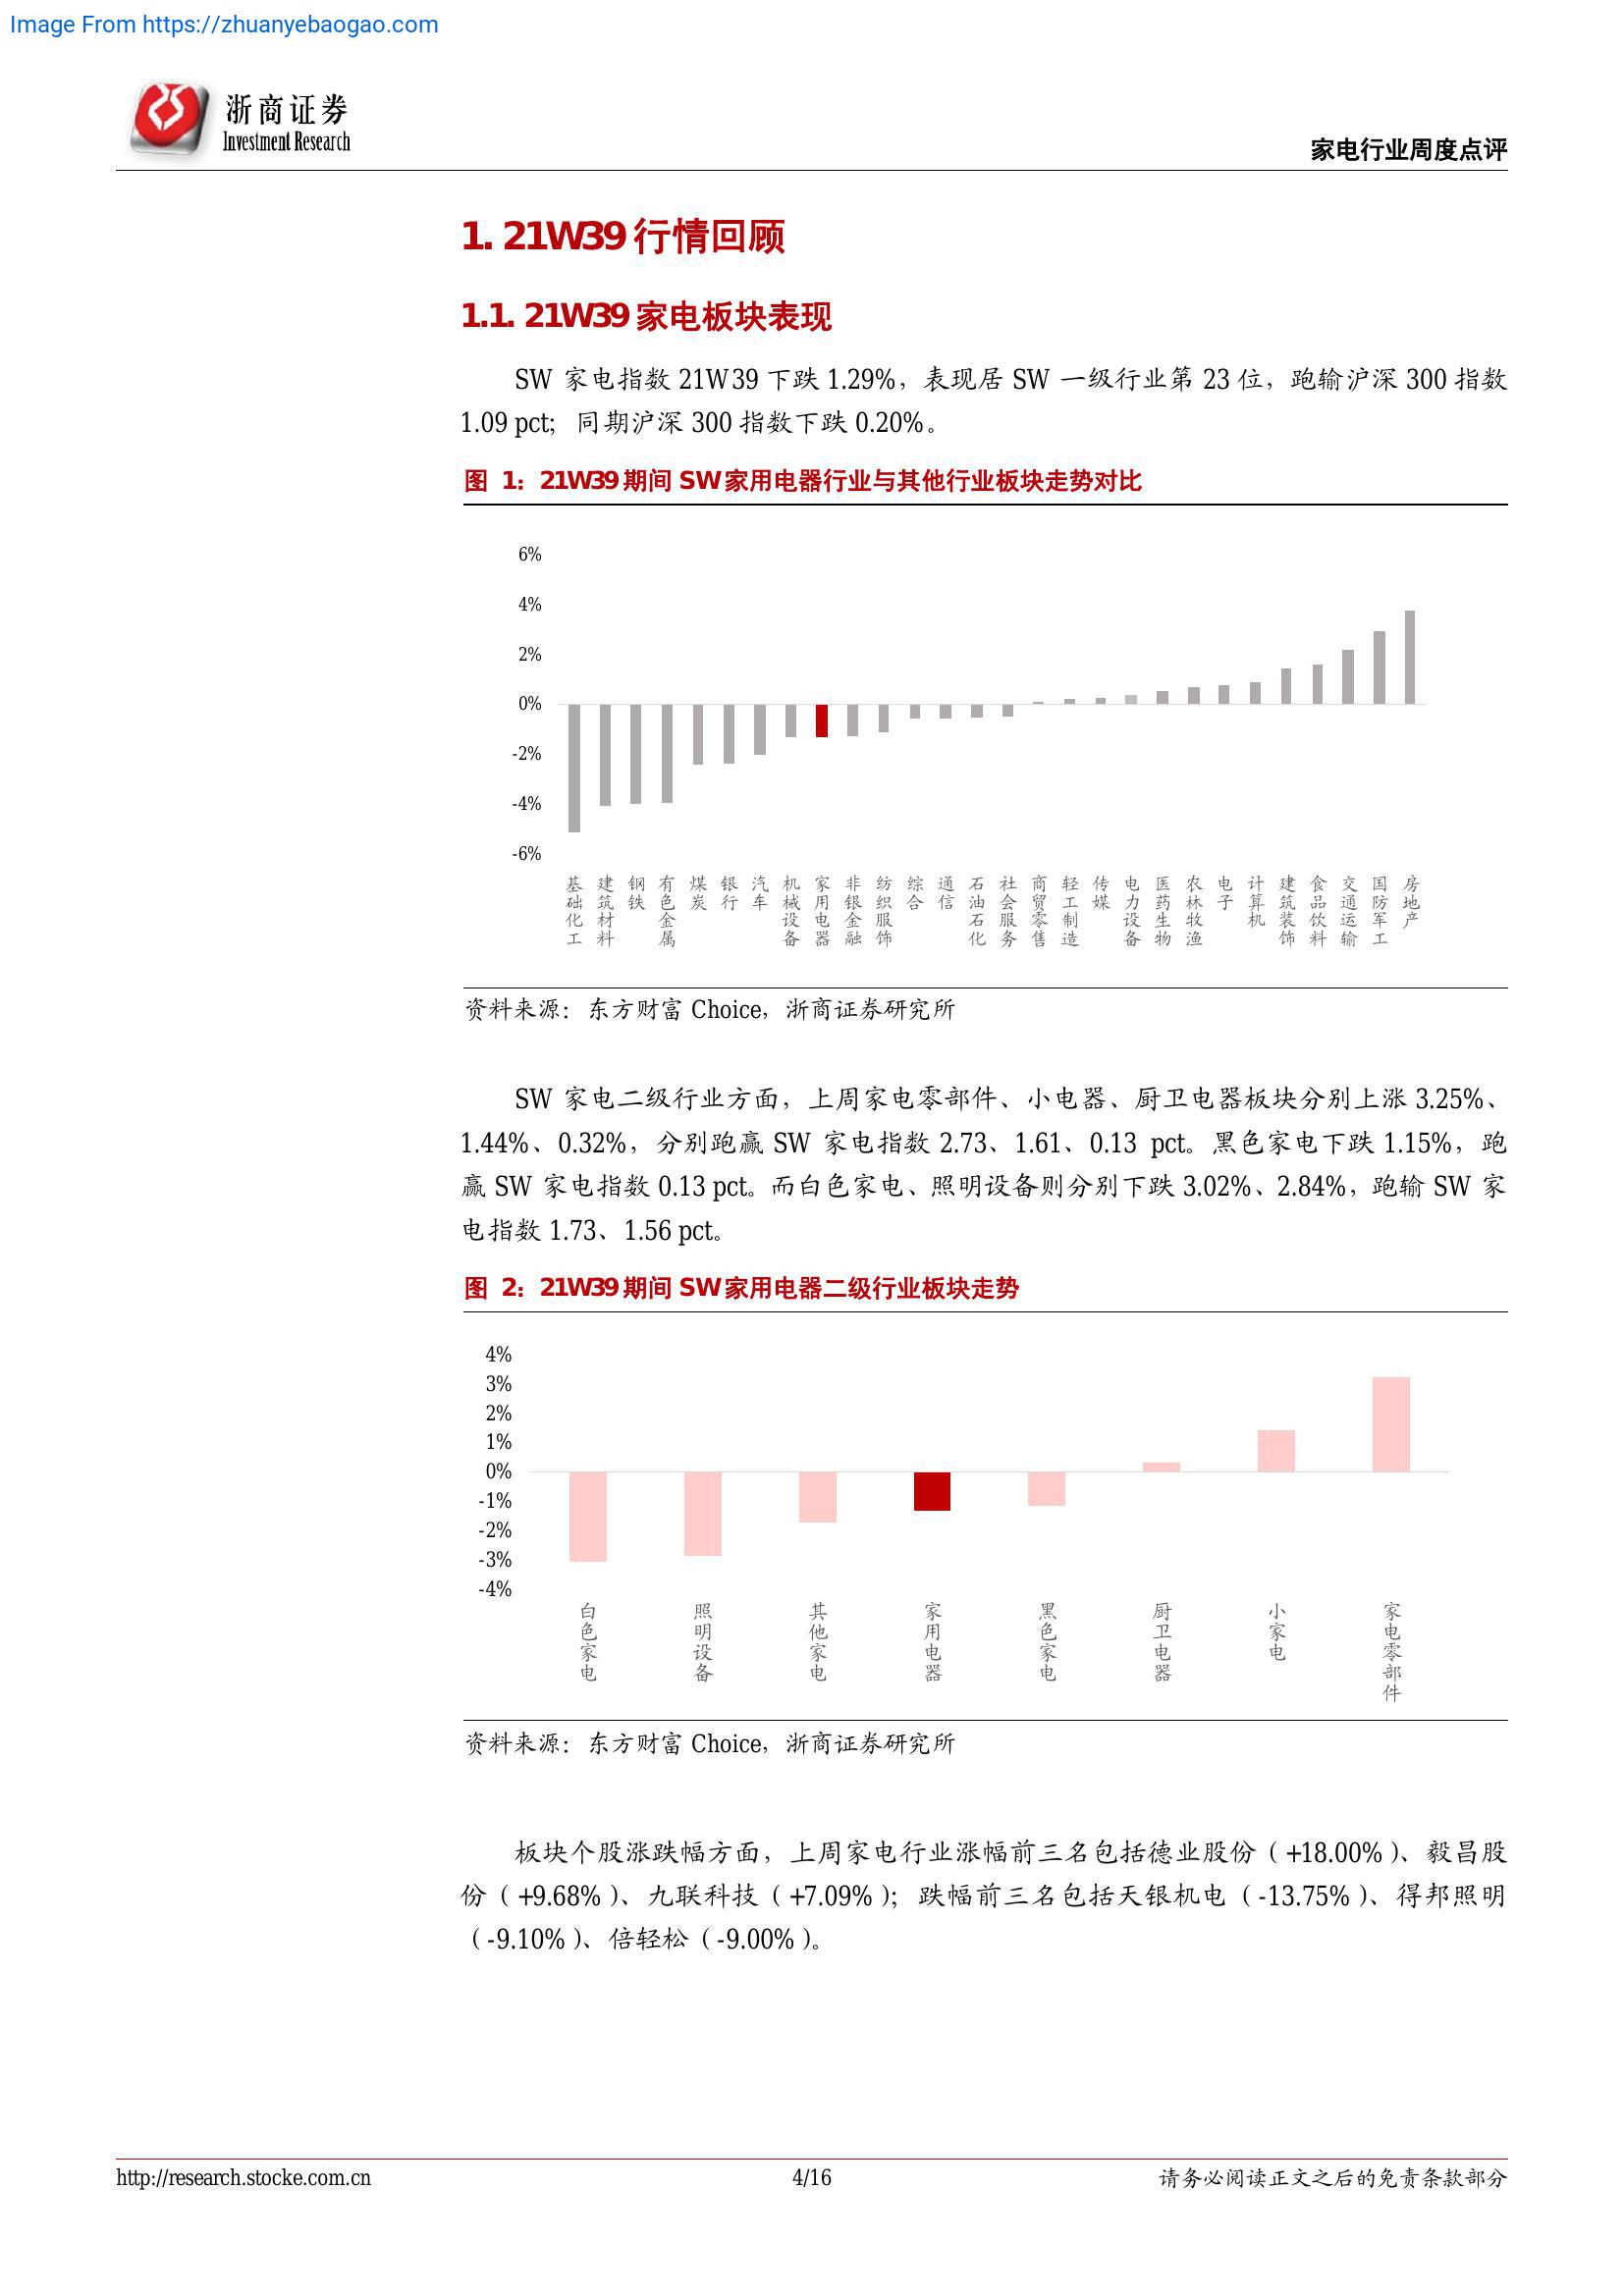 Image From https://zhuanyebaogao.com
浙商证券
Investment Research
家电行业周度点评
1. 21W39 行情回顾
1.1. 21W39 家电板块表现
SW 家电指数 21W39 下跌 1.29%，表现居 SW 一级行业第 23 位，跑输沪深 300 指数
1.09 pct；同期沪深 300 指数下跌 0.20%。
图 1：21W39 期间 SW 家用电器行业与其他行业板块走势对比
6%
4%
2%
0%
-2%
-4%
-6%
基础化工
建筑材料
钢铁
有色金属
煤炭
银行
汽车
机械设备
家用电器
非银金融
纺织服饰
综合
通信
石油石化
社会服务
商贸零售
轻工制造
传媒
电力设备
医药生物
农林牧渔
电子
计算机
建筑装饰
食品饮料
交通运输
国防军工
房地产
资料来源：东方财富 Choice，浙商证券研究所
SW 家电二级行业方面，上周家电零部件、小电器、厨卫电器板块分别上涨 3.25%、
1.44%、0.32%，分别跑赢 SW 家电指数 2.73、1.61、0.13 pct。黑色家电下跌 1.15%，跑
赢 SW 家电指数 0.13 pct。而白色家电、照明设备则分别下跌 3.02%、2.84%，跑输 SW 家
电指数 1.73、1.56 pct。
图 2：21W39 期间 SW 家用电器二级行业板块走势
4%
3%
2%
1%
0%
-1%
-2%
-3%
-4%
白色家电
照明设备
其他家电
家用电器
黑色家电
厨卫电器
小家电
家电零部件
资料来源：东方财富 Choice，浙商证券研究所
板块个股涨跌幅方面，上周家电行业涨幅前三名包括德业股份（+18.00%）、毅昌股
份（+9.68%）、九联科技（+7.09%）；跌幅前三名包括天银机电（-13.75%）、得邦照明
（-9.10%）、倍轻松（-9.00%）。
http://research.stocke.com.cn
4/16
请务必阅读正文之后的免责条款部分